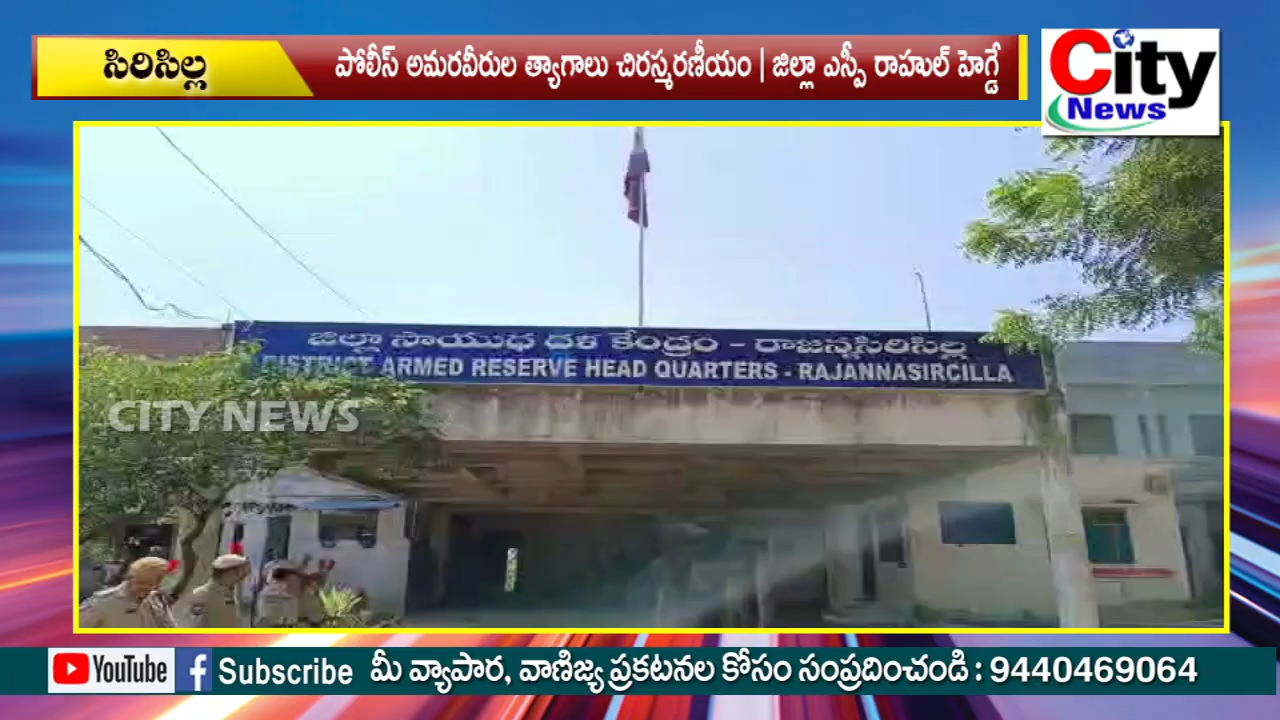 సిరిసిల్ల
పోలీస్ అమరవీరుల త్యాగాలు చిరస్మరణీయం | జిల్లా ఎస్పీ రాహుల్ హెగ్డే
City
News
జిల్లా సాయుధ దళ కేంద్రం - రాజన్నసిరిసిల్ల
DISTRICT ARMED RESERVE HEAD QUARTERS - RAJANNASIRCILLA
CITY NEWS
YouTube f Subscribe మీ వ్యాపార, వాణిజ్య ప్రకటనల కోసం సంప్రదించండి : 9440469064